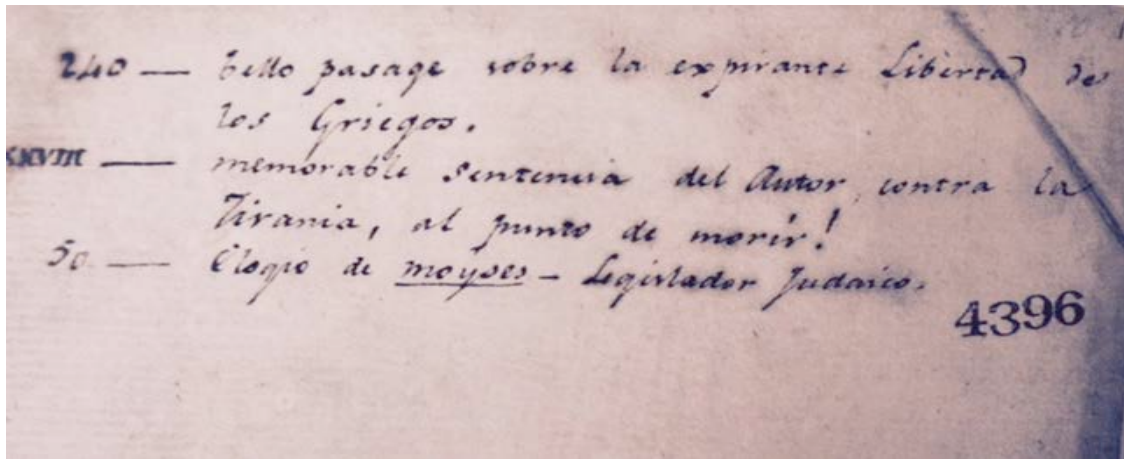 240 — bello pasage sobre la expirante Libertad de
los Griegos.
XXVIII — memorable sentencia del Autor, contra la
Tirania, al punto de morir!
50 — Elogio de moyses – Legislador Judaico.
4396